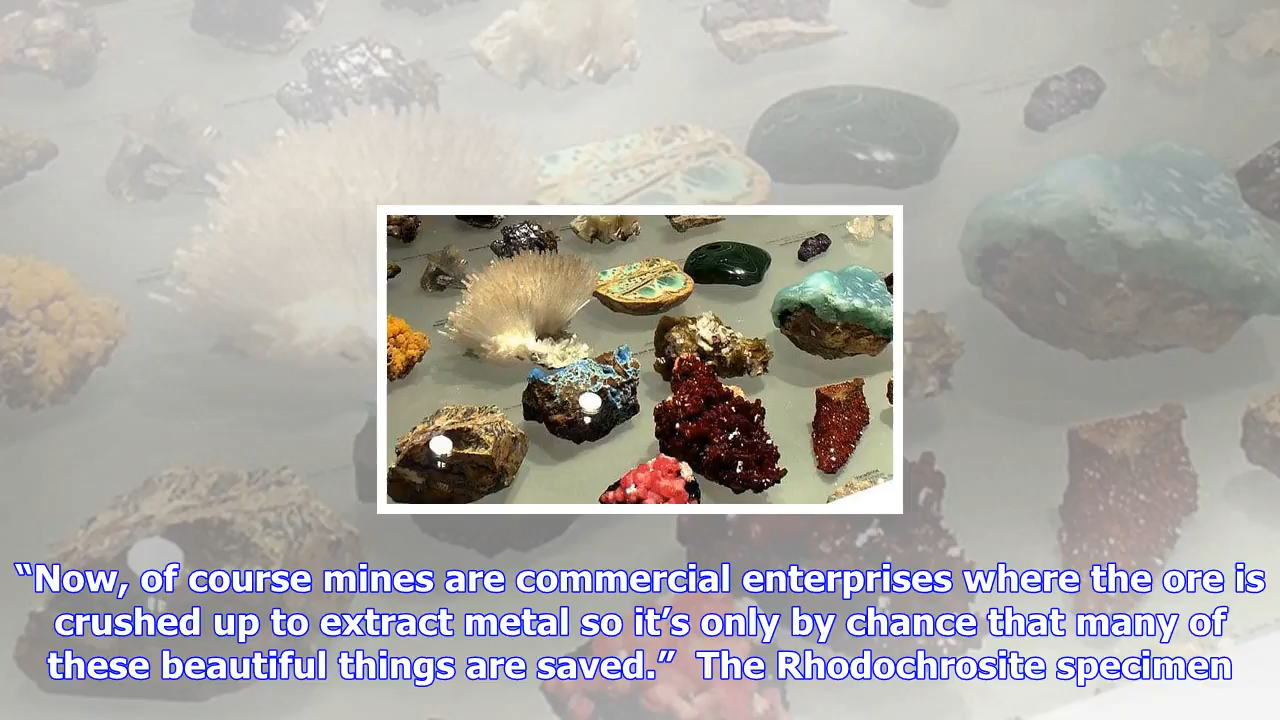 “Now, of course mines are commercial enterprises where the ore is
crushed up to extract metal so it’s only by chance that many of
these beautiful things are saved.”  The Rhodochrosite specimen